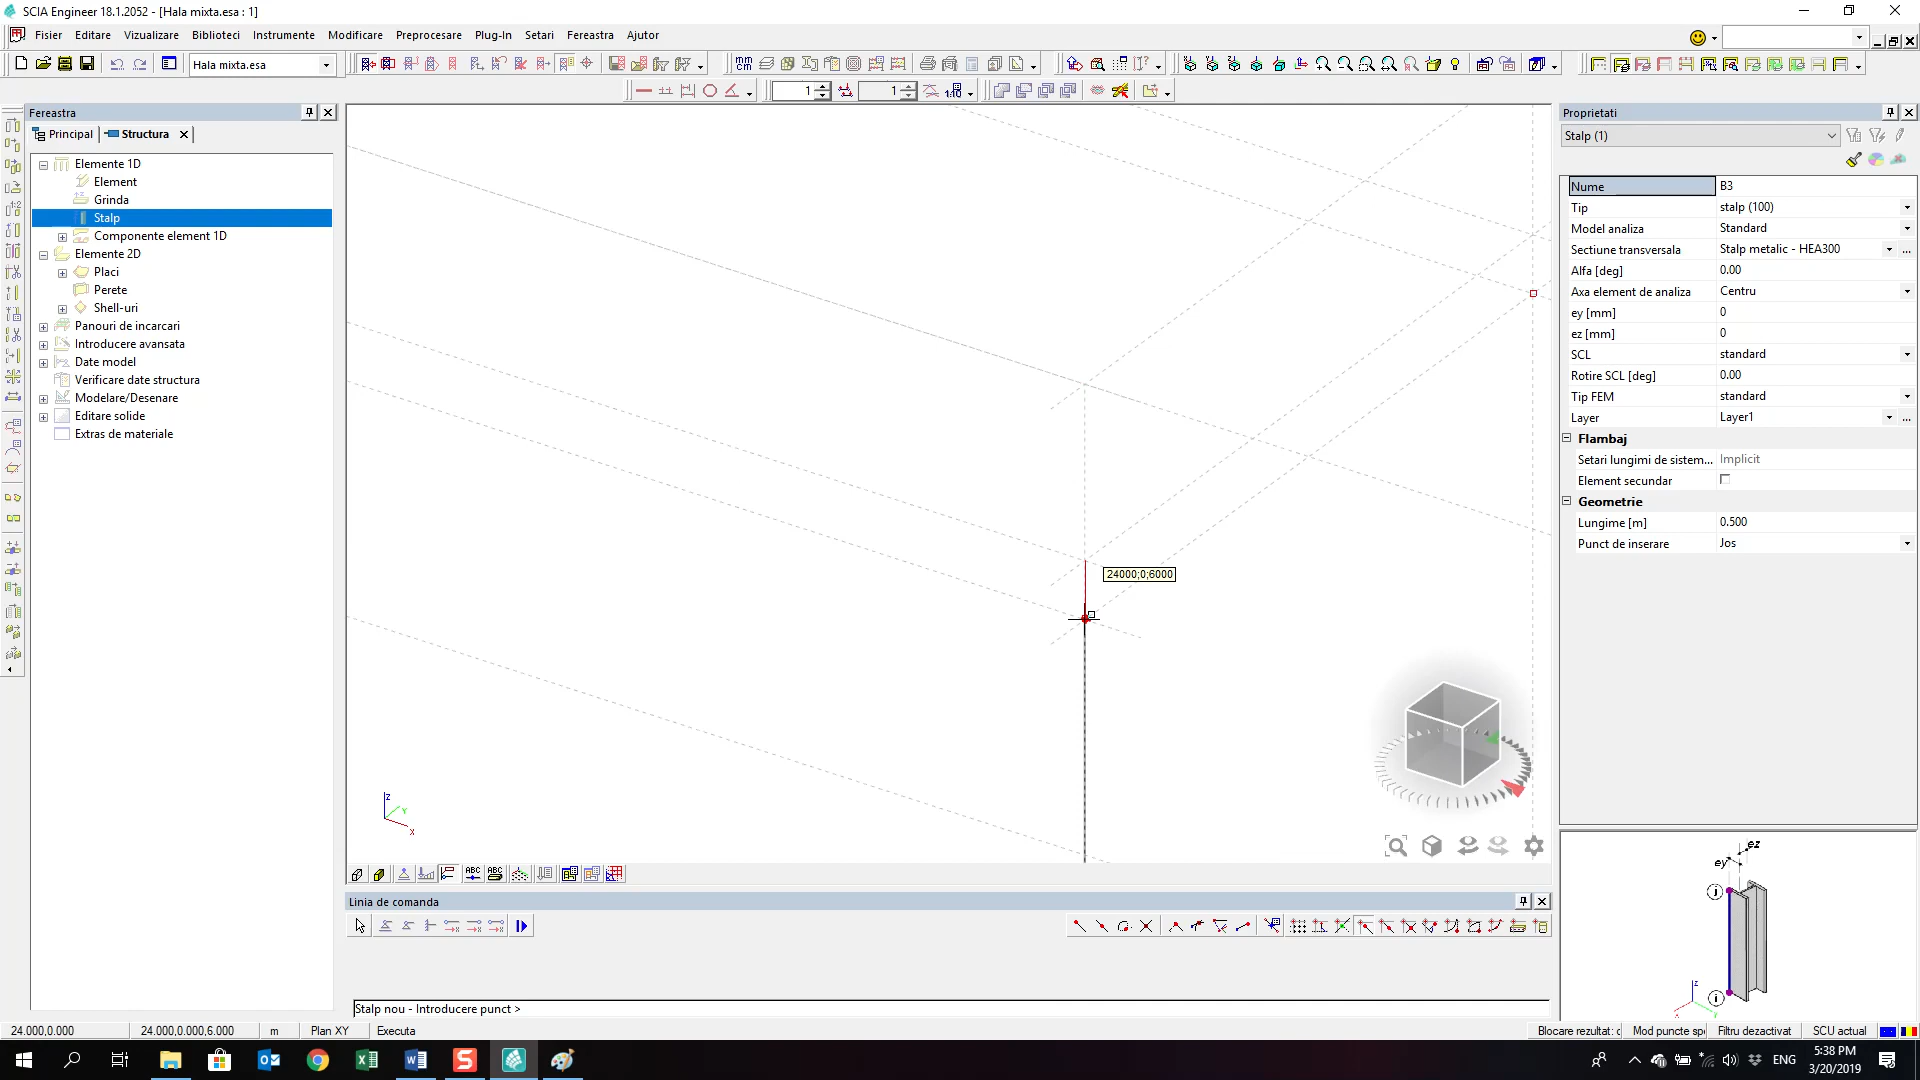 SCIA Engineer 18.1.2052 - [Hala mixta.esa : 1]
Fisier Editare Vizualizare Biblioteci Instrumente Modificare Preprocesare Plug-In Setari Fereastra Ajutor
Hala mixta.esa
1 1
Fereastra
Principal Structura
Elemente 1D
Element
Grinda
Stalp
Componente element 1D
Elemente 2D
Placi
Perete
Shell-uri
Panouri de incarcari
Introducere avansata
Date model
Verificare date structura
Modelare/Desenare
Editare solide
Extras de materiale
24000;0;6000
Z Y X
Proprietati
Stalp (1)
Nume B3
Tip stalp (100)
Model analiza Standard
Sectiune transversala Stalp metalic - HEA300
Alfa [deg] 0.00
Axa element de analiza Centru
ey [mm] 0
ez [mm] 0
SCL standard
Rotire SCL [deg] 0.00
Tip FEM standard
Layer Layer1
Flambaj
Setari lungimi de sistem... Implicit
Element secundar
Geometrie
Lungime [m] 0.500
Punct de inserare Jos
ez
ey
j
i
z
x y
Linia de comanda
Stalp nou - Introducere punct >
24.000,0.000 24.000,0.000,6.000 m Plan XY Executa
Blocare rezultat: c Mod puncte spe Filtru dezactivat SCU actual
ENG
5:38 PM
3/20/2019